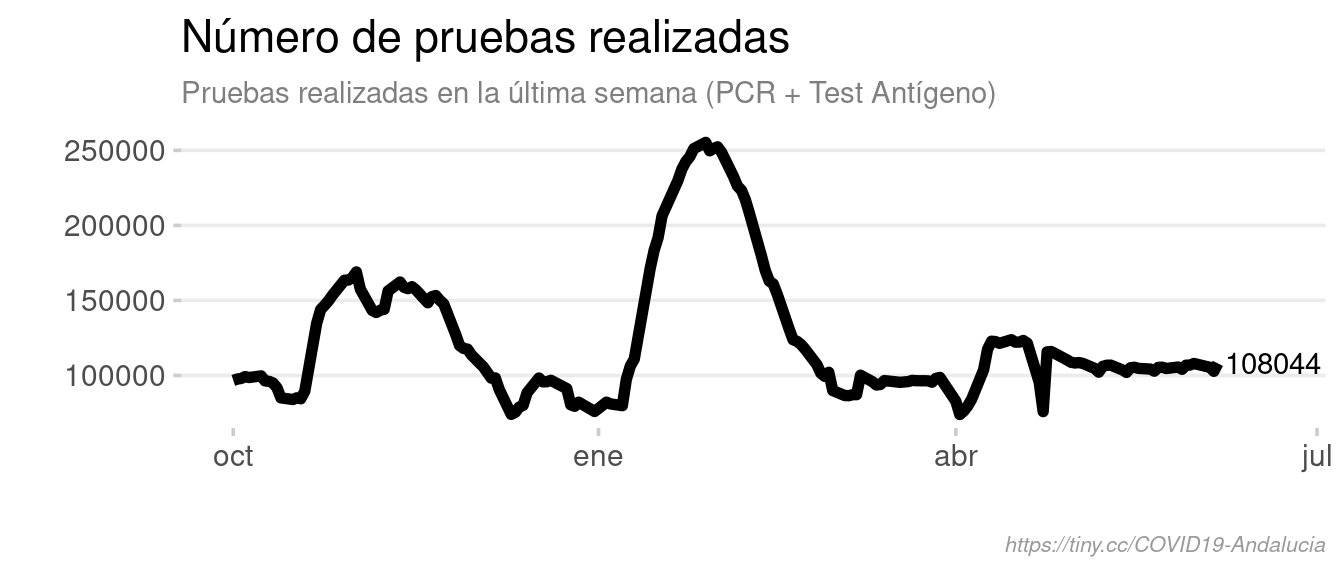 Número de pruebas realizadas
Pruebas realizadas en la última semana (PCR + Test Antígeno)
250000
200000
150000
100000
108044
oct ene abr jul
https://tiny.cc/COVID19-Andalucia